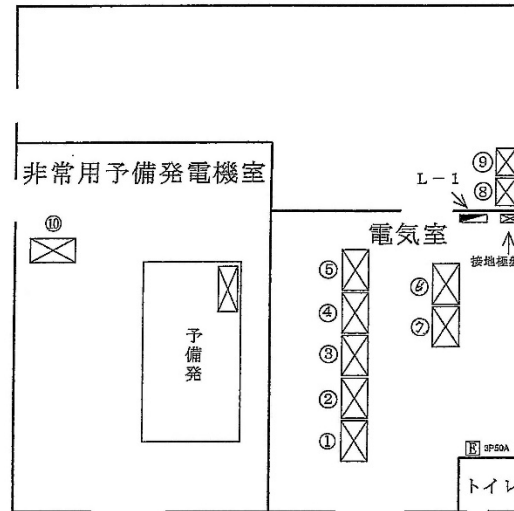 ⑨
L-1
⑧
非常用予備発電機室
⑩
電気室
接地極
⑤
⑥
④
⑦
予備発
③
②
①
E 3P50A
トイレ